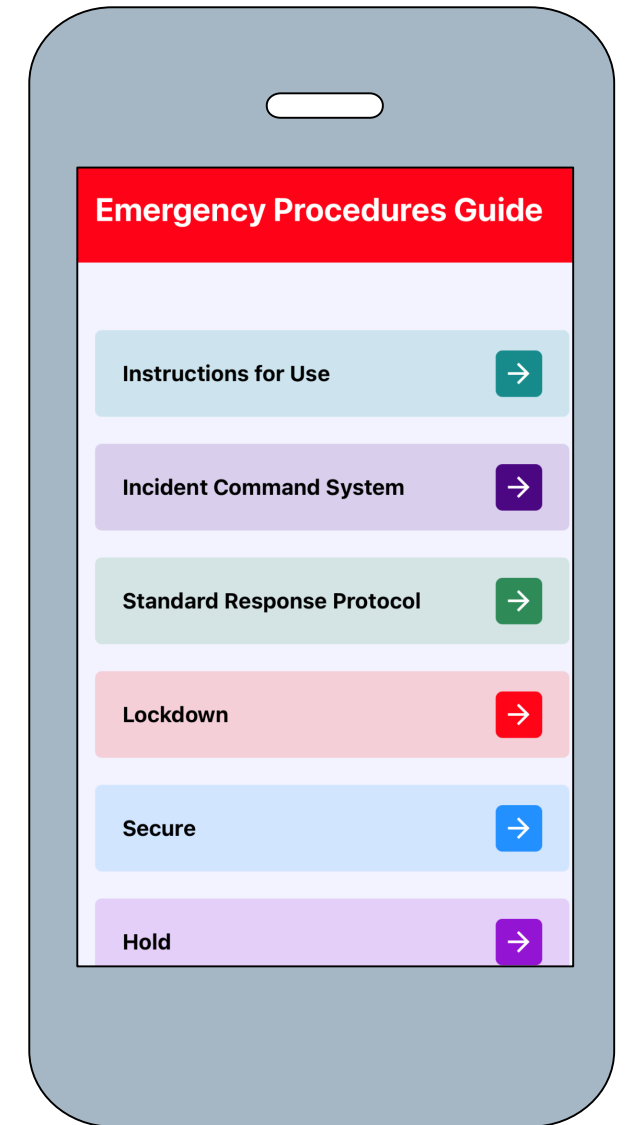 Emergency Procedures Guide
Instructions for Use
Incident Command System
Standard Response Protocol
Lockdown
Secure
Hold